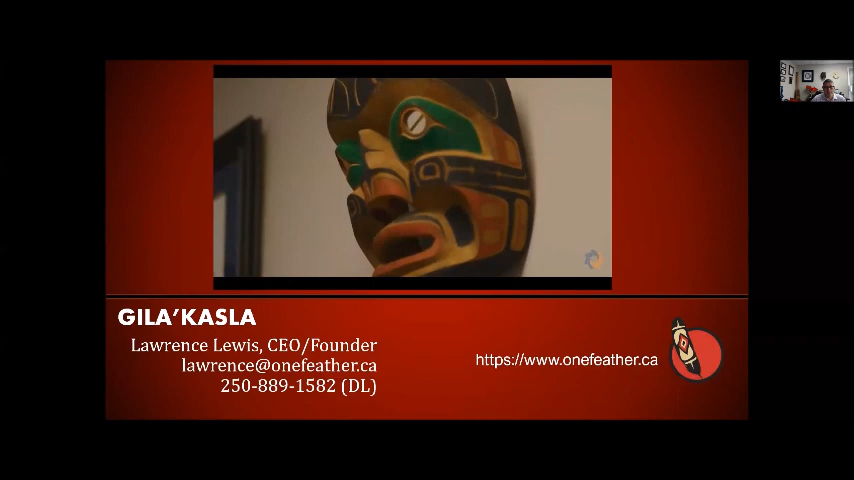 GILA'KASLA
Lawrence Lewis, CEO/Founder
lawrence@onefeather.ca
250-889-1582 (DL)
https://www.onefeather.ca